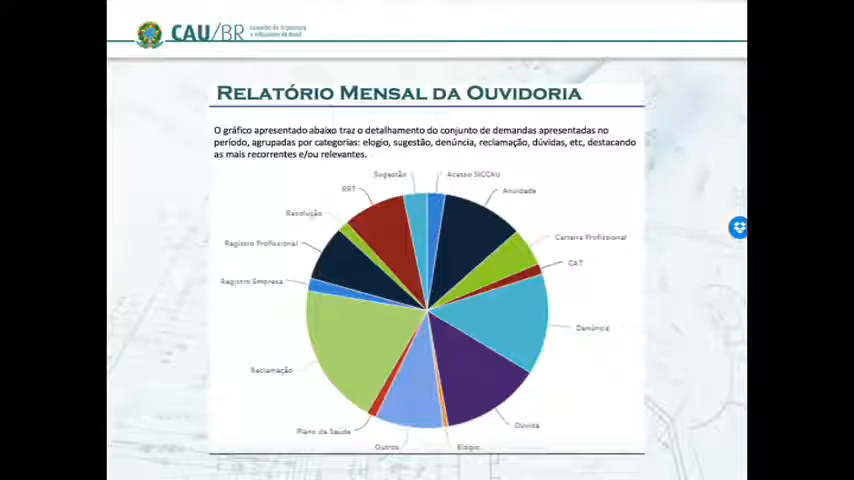 CAU/BR
Conselho de Arquitetura
e Urbanismo do Brasil
RELATÓRIO MENSAL DA OUVIDORIA
O gráfico apresentado abaixo traz o detalhamento do conjunto de demandas apresentadas no
período, agrupadas por categorias: elogio, sugestão, denúncia, reclamação, dúvidas, etc, destacando
as mais recorrentes e/ou relevantes.
Sugestão
Acesso SICCAU
RRT
Anuidade
Resolução
Carteira Profissional
Registro Profissional
CAT
Registro Empresa
Denúncia
Reclamação
Dúvida
Plano de Saúde
Outros
Elogio